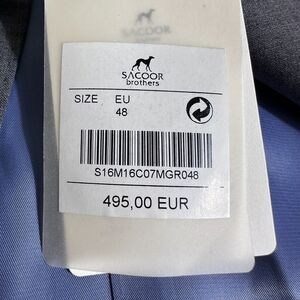 SACOOR
brothers
SIZE EU
48
S16M16C07MGR048
495,00 EUR